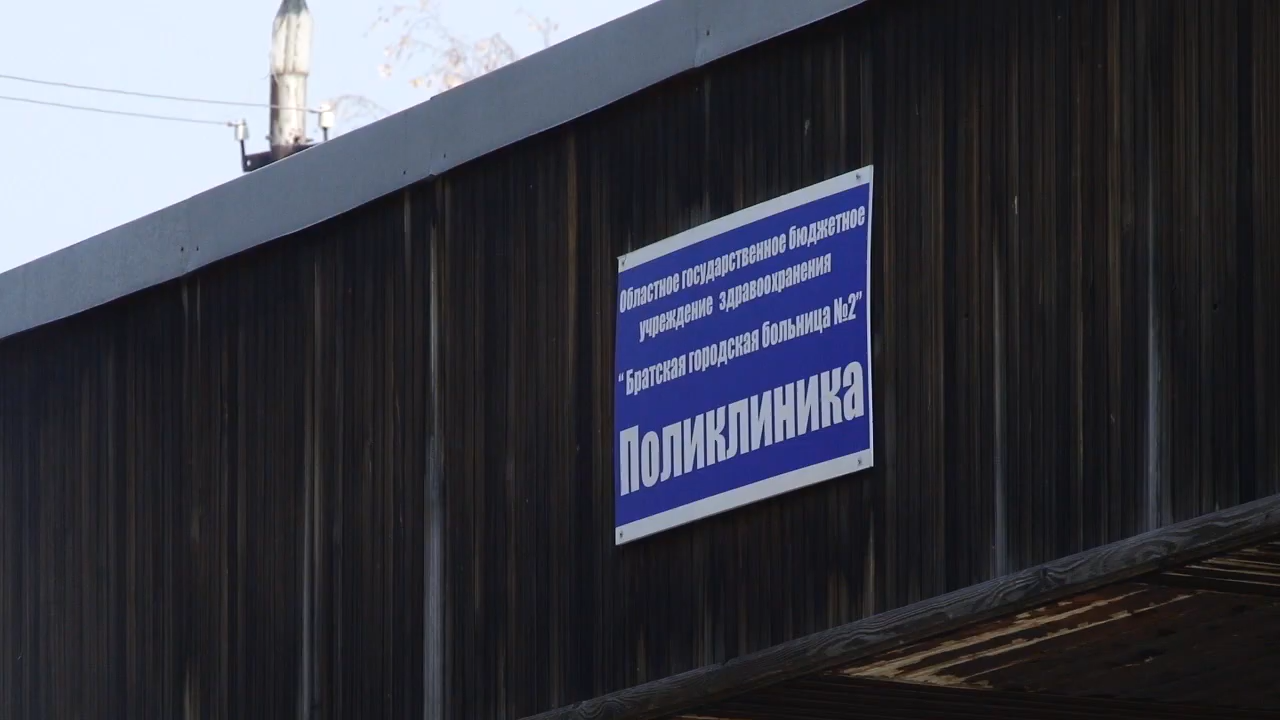 Областное государственное бюджетное
учреждение здравоохранения
“ Братская городская больница №2”
Поликлиника